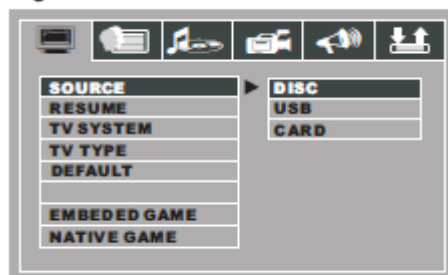 SOURCE
RESUME
TV SYSTEM
TV TYPE
DEFAULT
EMBEDED GAME
NATIVE GAME
DISC
USB
CARD